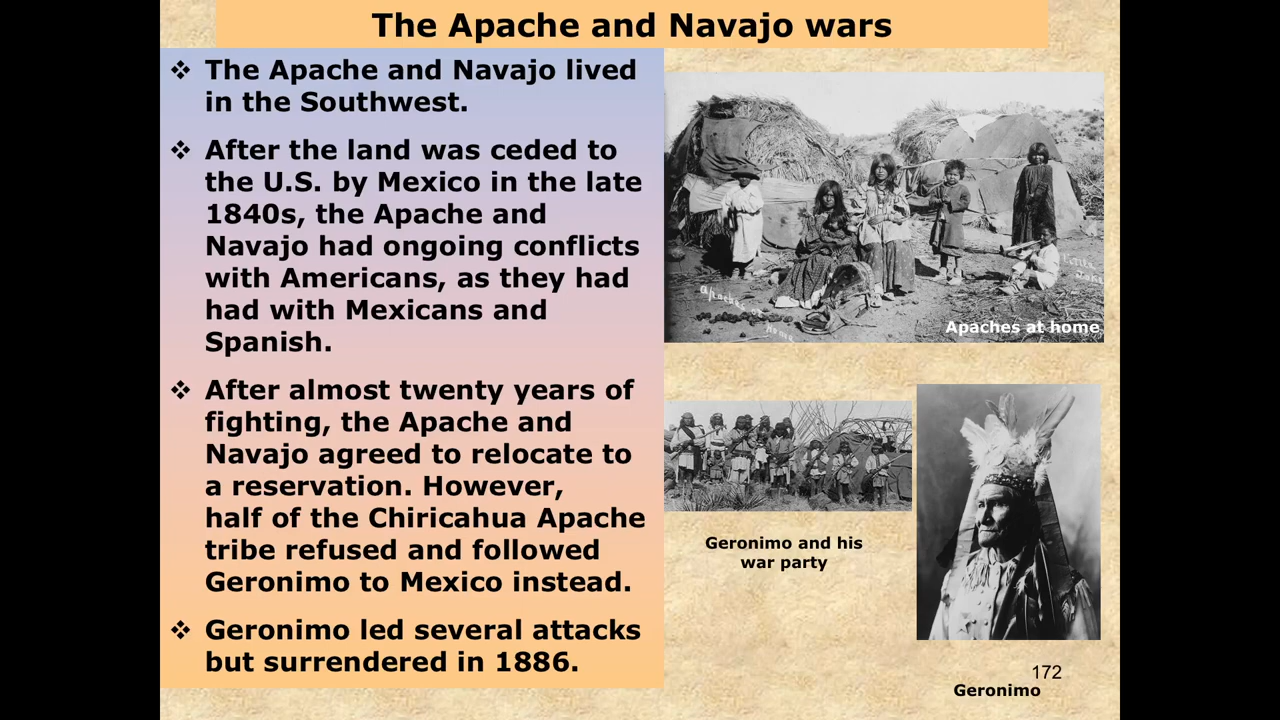 The Apache and Navajo wars
❖ The Apache and Navajo lived
in the Southwest.
❖ After the land was ceded to
the U.S. by Mexico in the late
1840s, the Apache and
Navajo had ongoing conflicts
with Americans, as they had
had with Mexicans and
Spanish.
❖ After almost twenty years of
fighting, the Apache and
Navajo agreed to relocate to
a reservation. However,
half of the Chiricahua Apache
tribe refused and followed
Geronimo to Mexico instead.
❖ Geronimo led several attacks
but surrendered in 1886.
Apaches at home
Geronimo and his
war party
172
Geronimo